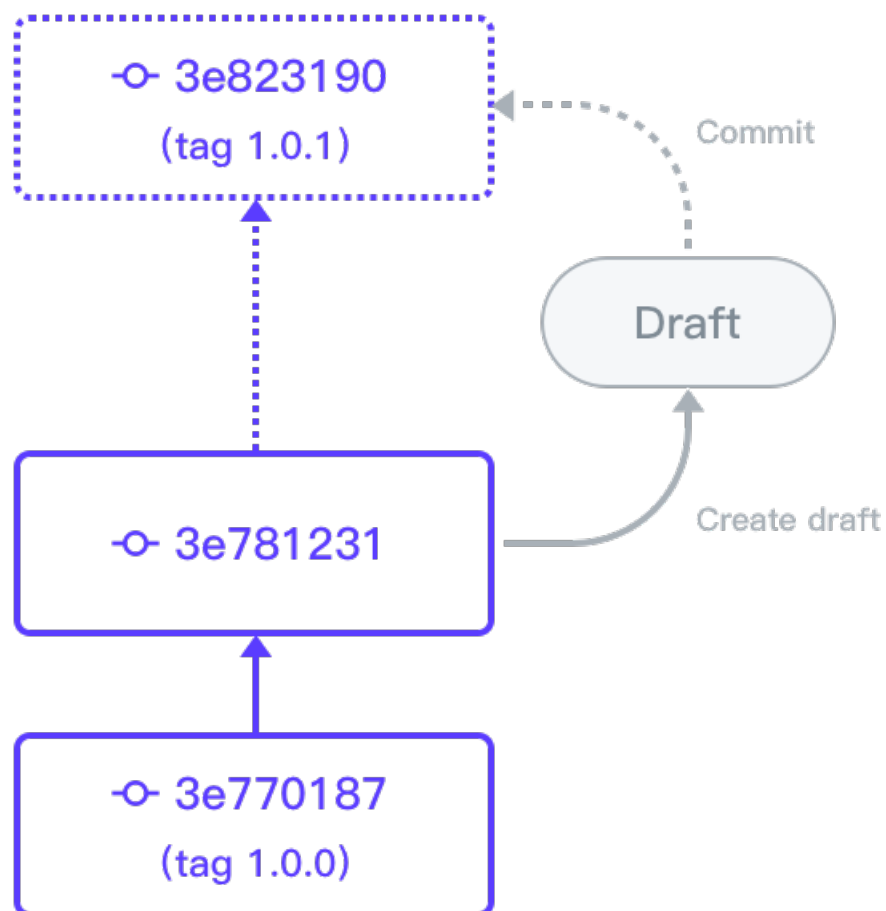 3e823190
(tag 1.0.1)
Commit
Draft
3e781231
Create draft
3e770187
(tag 1.0.0)